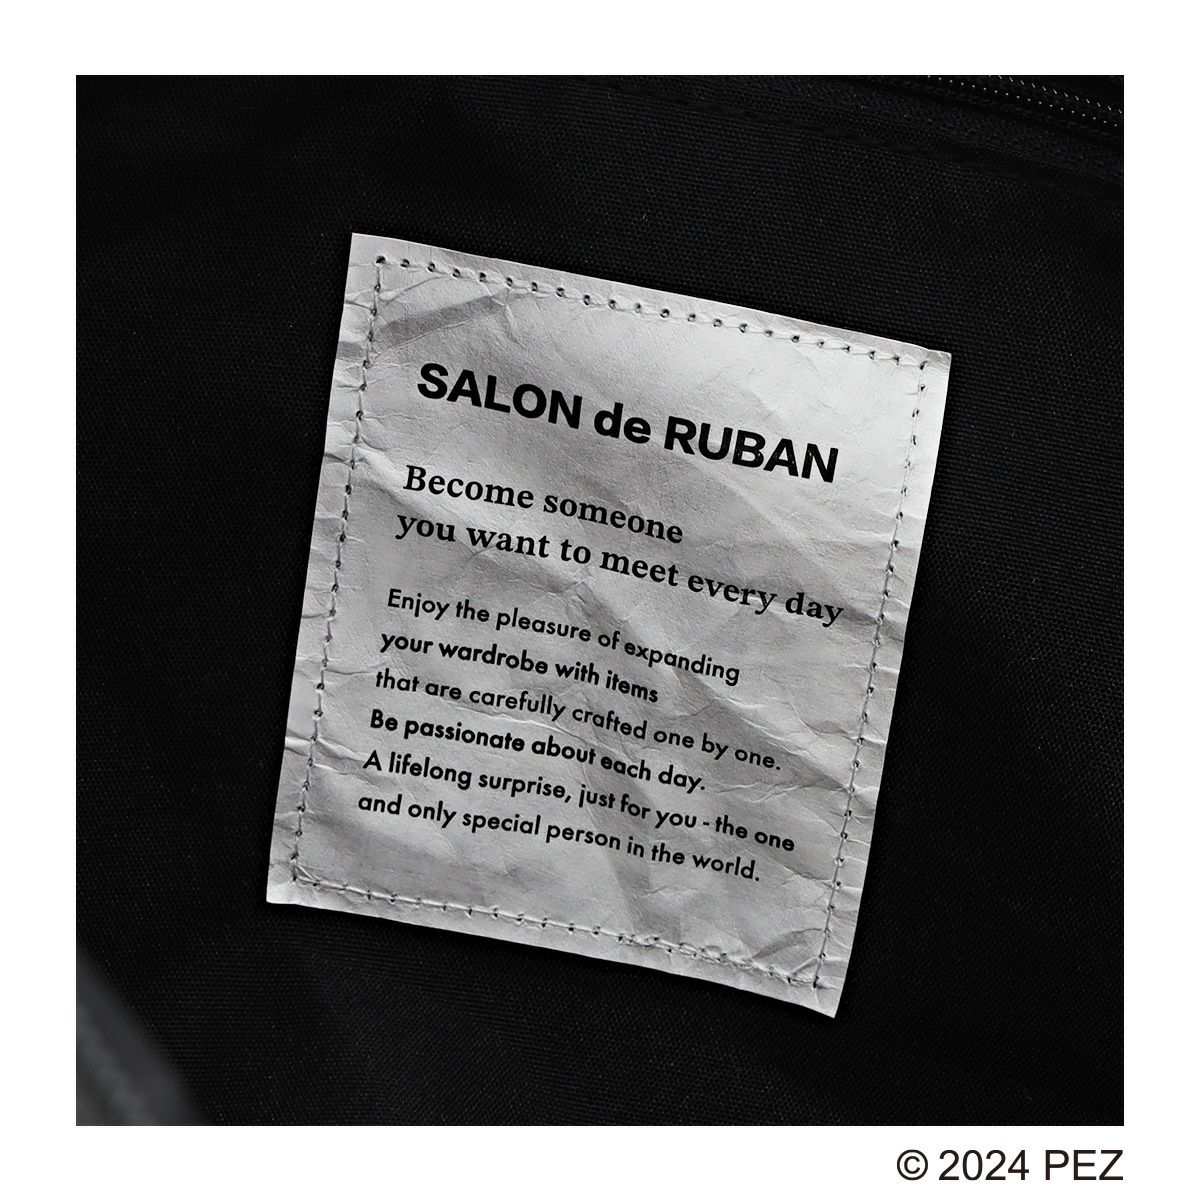 SALON de RUBAN
Become someone
you want to meet every day
Enjoy the pleasure of expanding
your wardrobe with items
that are carefully crafted one by one.
Be passionate about each day.
A lifelong surprise, just for you - the one
and only special person in the world.
© 2024 PEZ